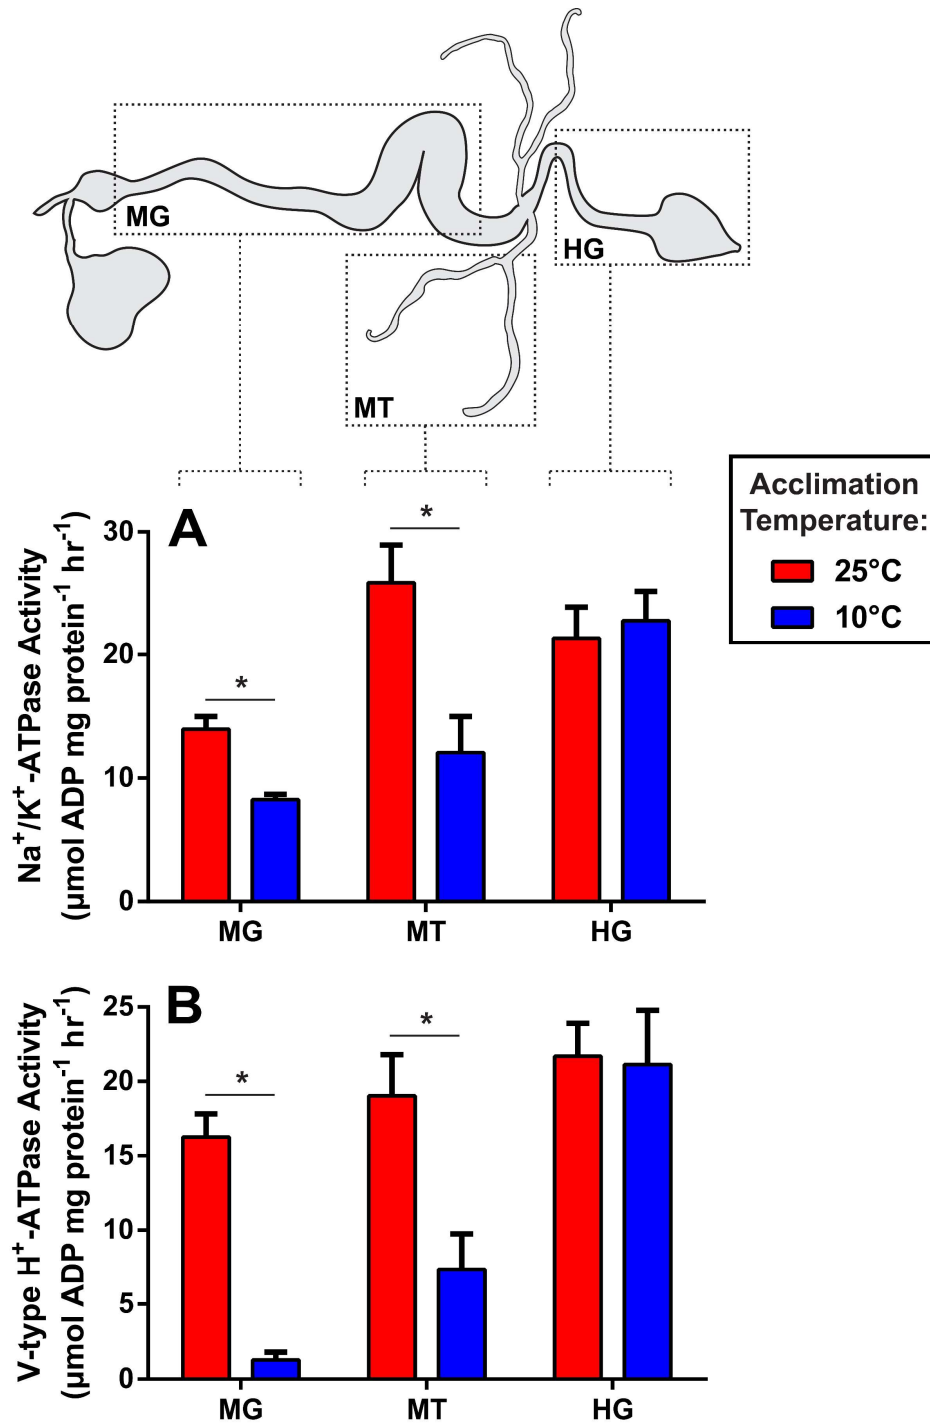 MG
HG
MT
Acclimation
Temperature:
25°C
10°C
A
Na⁺/K⁺-ATPase Activity
(µmol ADP mg protein⁻¹ hr⁻¹)
30
20
10
0
*
*
MG
MT
HG
B
V-type H⁺-ATPase Activity
(µmol ADP mg protein⁻¹ hr⁻¹)
25
20
15
10
5
0
*
*
MG
MT
HG